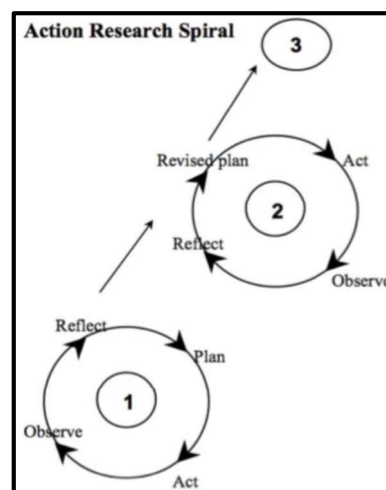 Action Research Spiral
3
Revised plan
Act
2
Reflect
Observe
Reflect
Plan
1
Observe
Act